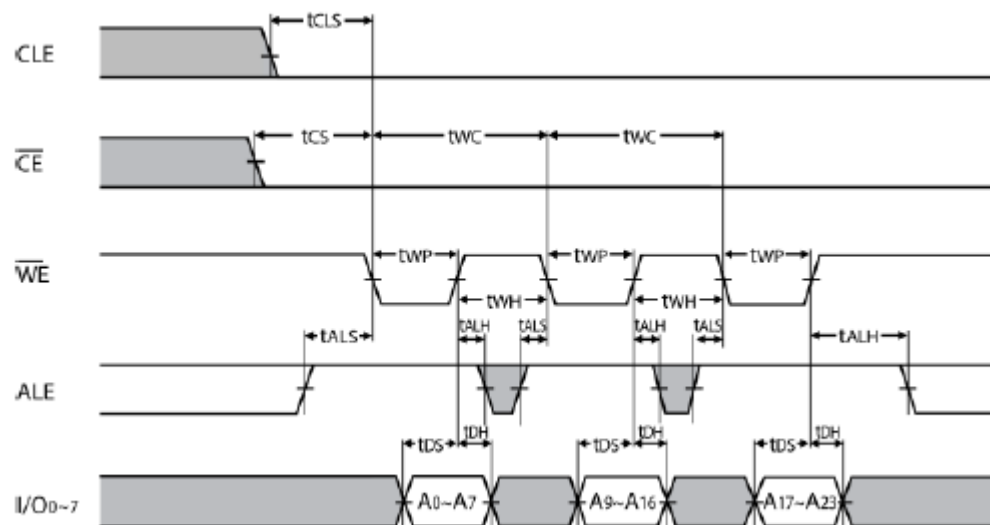 tCLS
CLE
tCS tWC tWC
CE
tWP tWP tWP
WE
tWH tWH
tALH tALS tALH tALS
tALS tALH
ALE
tDS tDH tDS tDH tDS tDH
I/O0~7 A0~A7 A9~A16 A17~A23